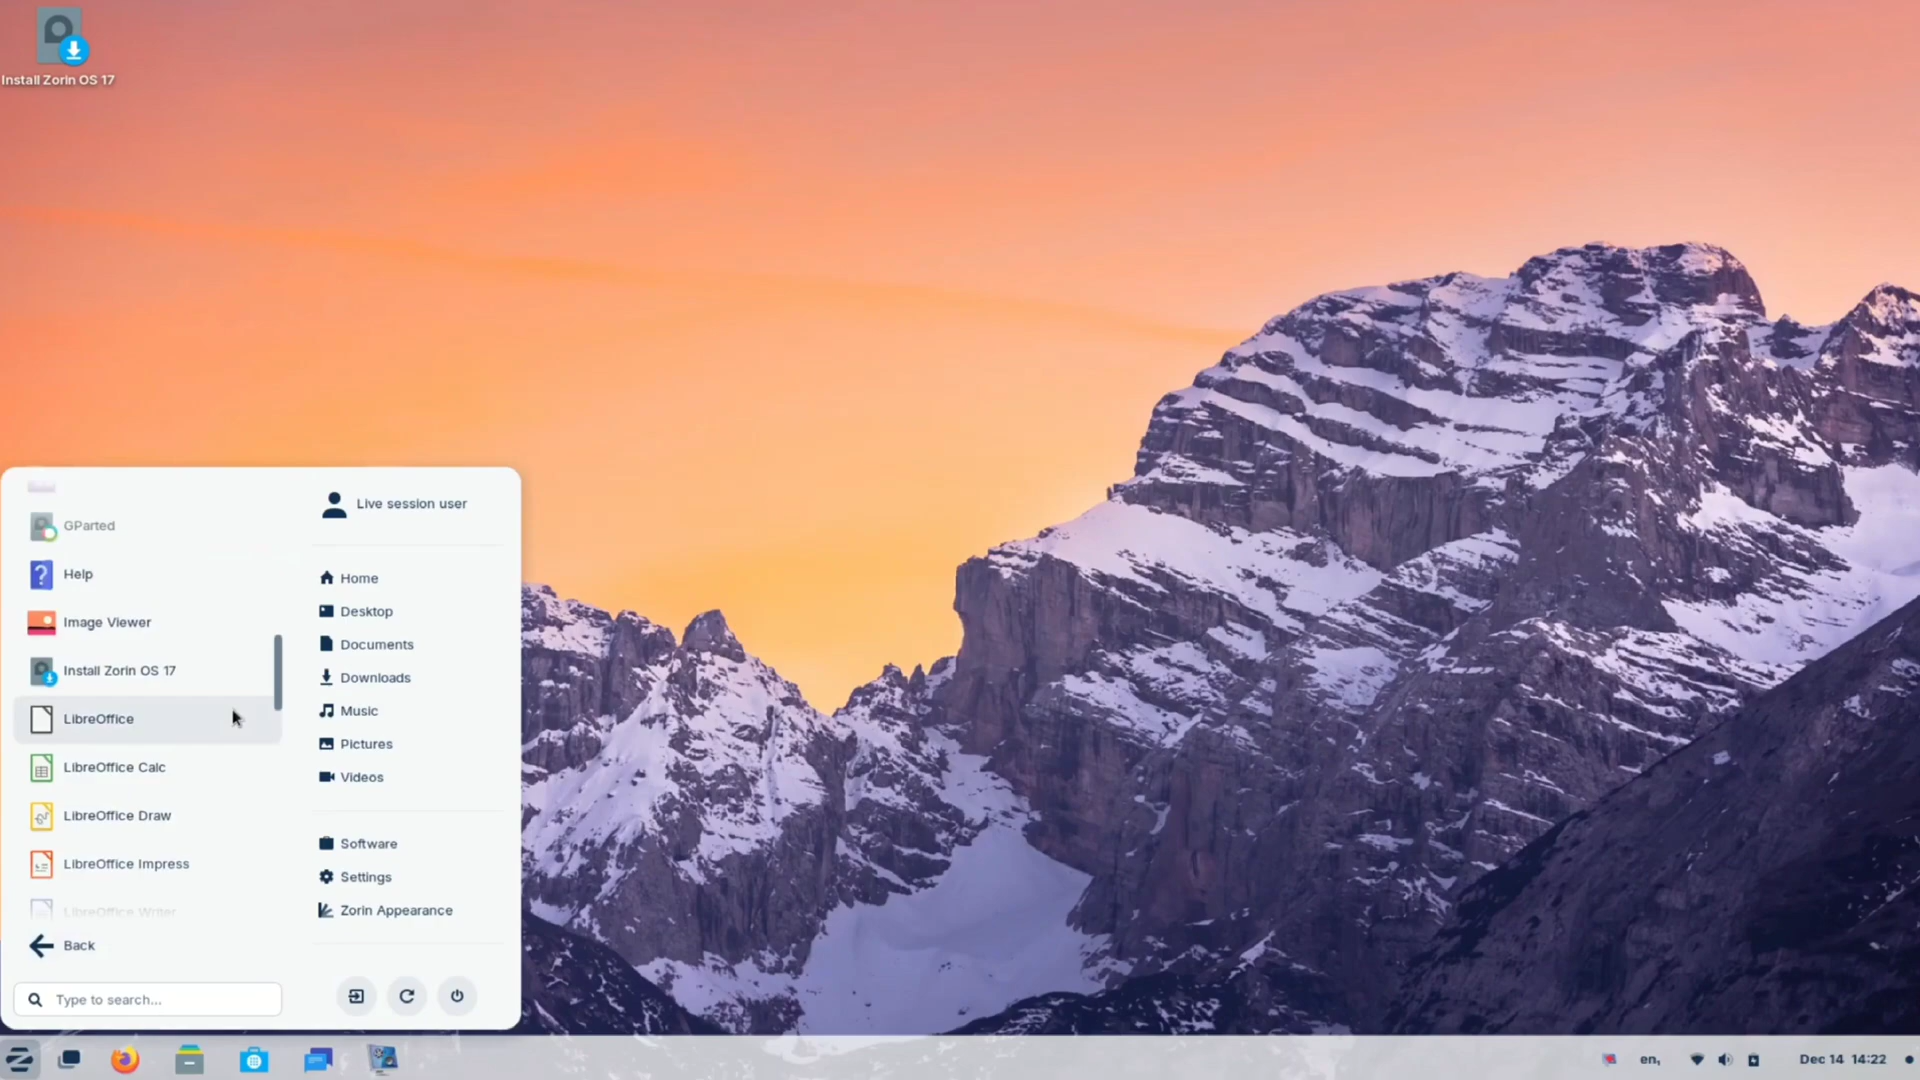 Install Zorin OS 17
GParted
Help
Image Viewer
Install Zorin OS 17
LibreOffice
LibreOffice Calc
LibreOffice Draw
LibreOffice Impress
LibreOffice Writer
Back
Type to search...
Live session user
Home
Desktop
Documents
Downloads
Music
Pictures
Videos
Software
Settings
Zorin Appearance
en,
Dec 14 14:22